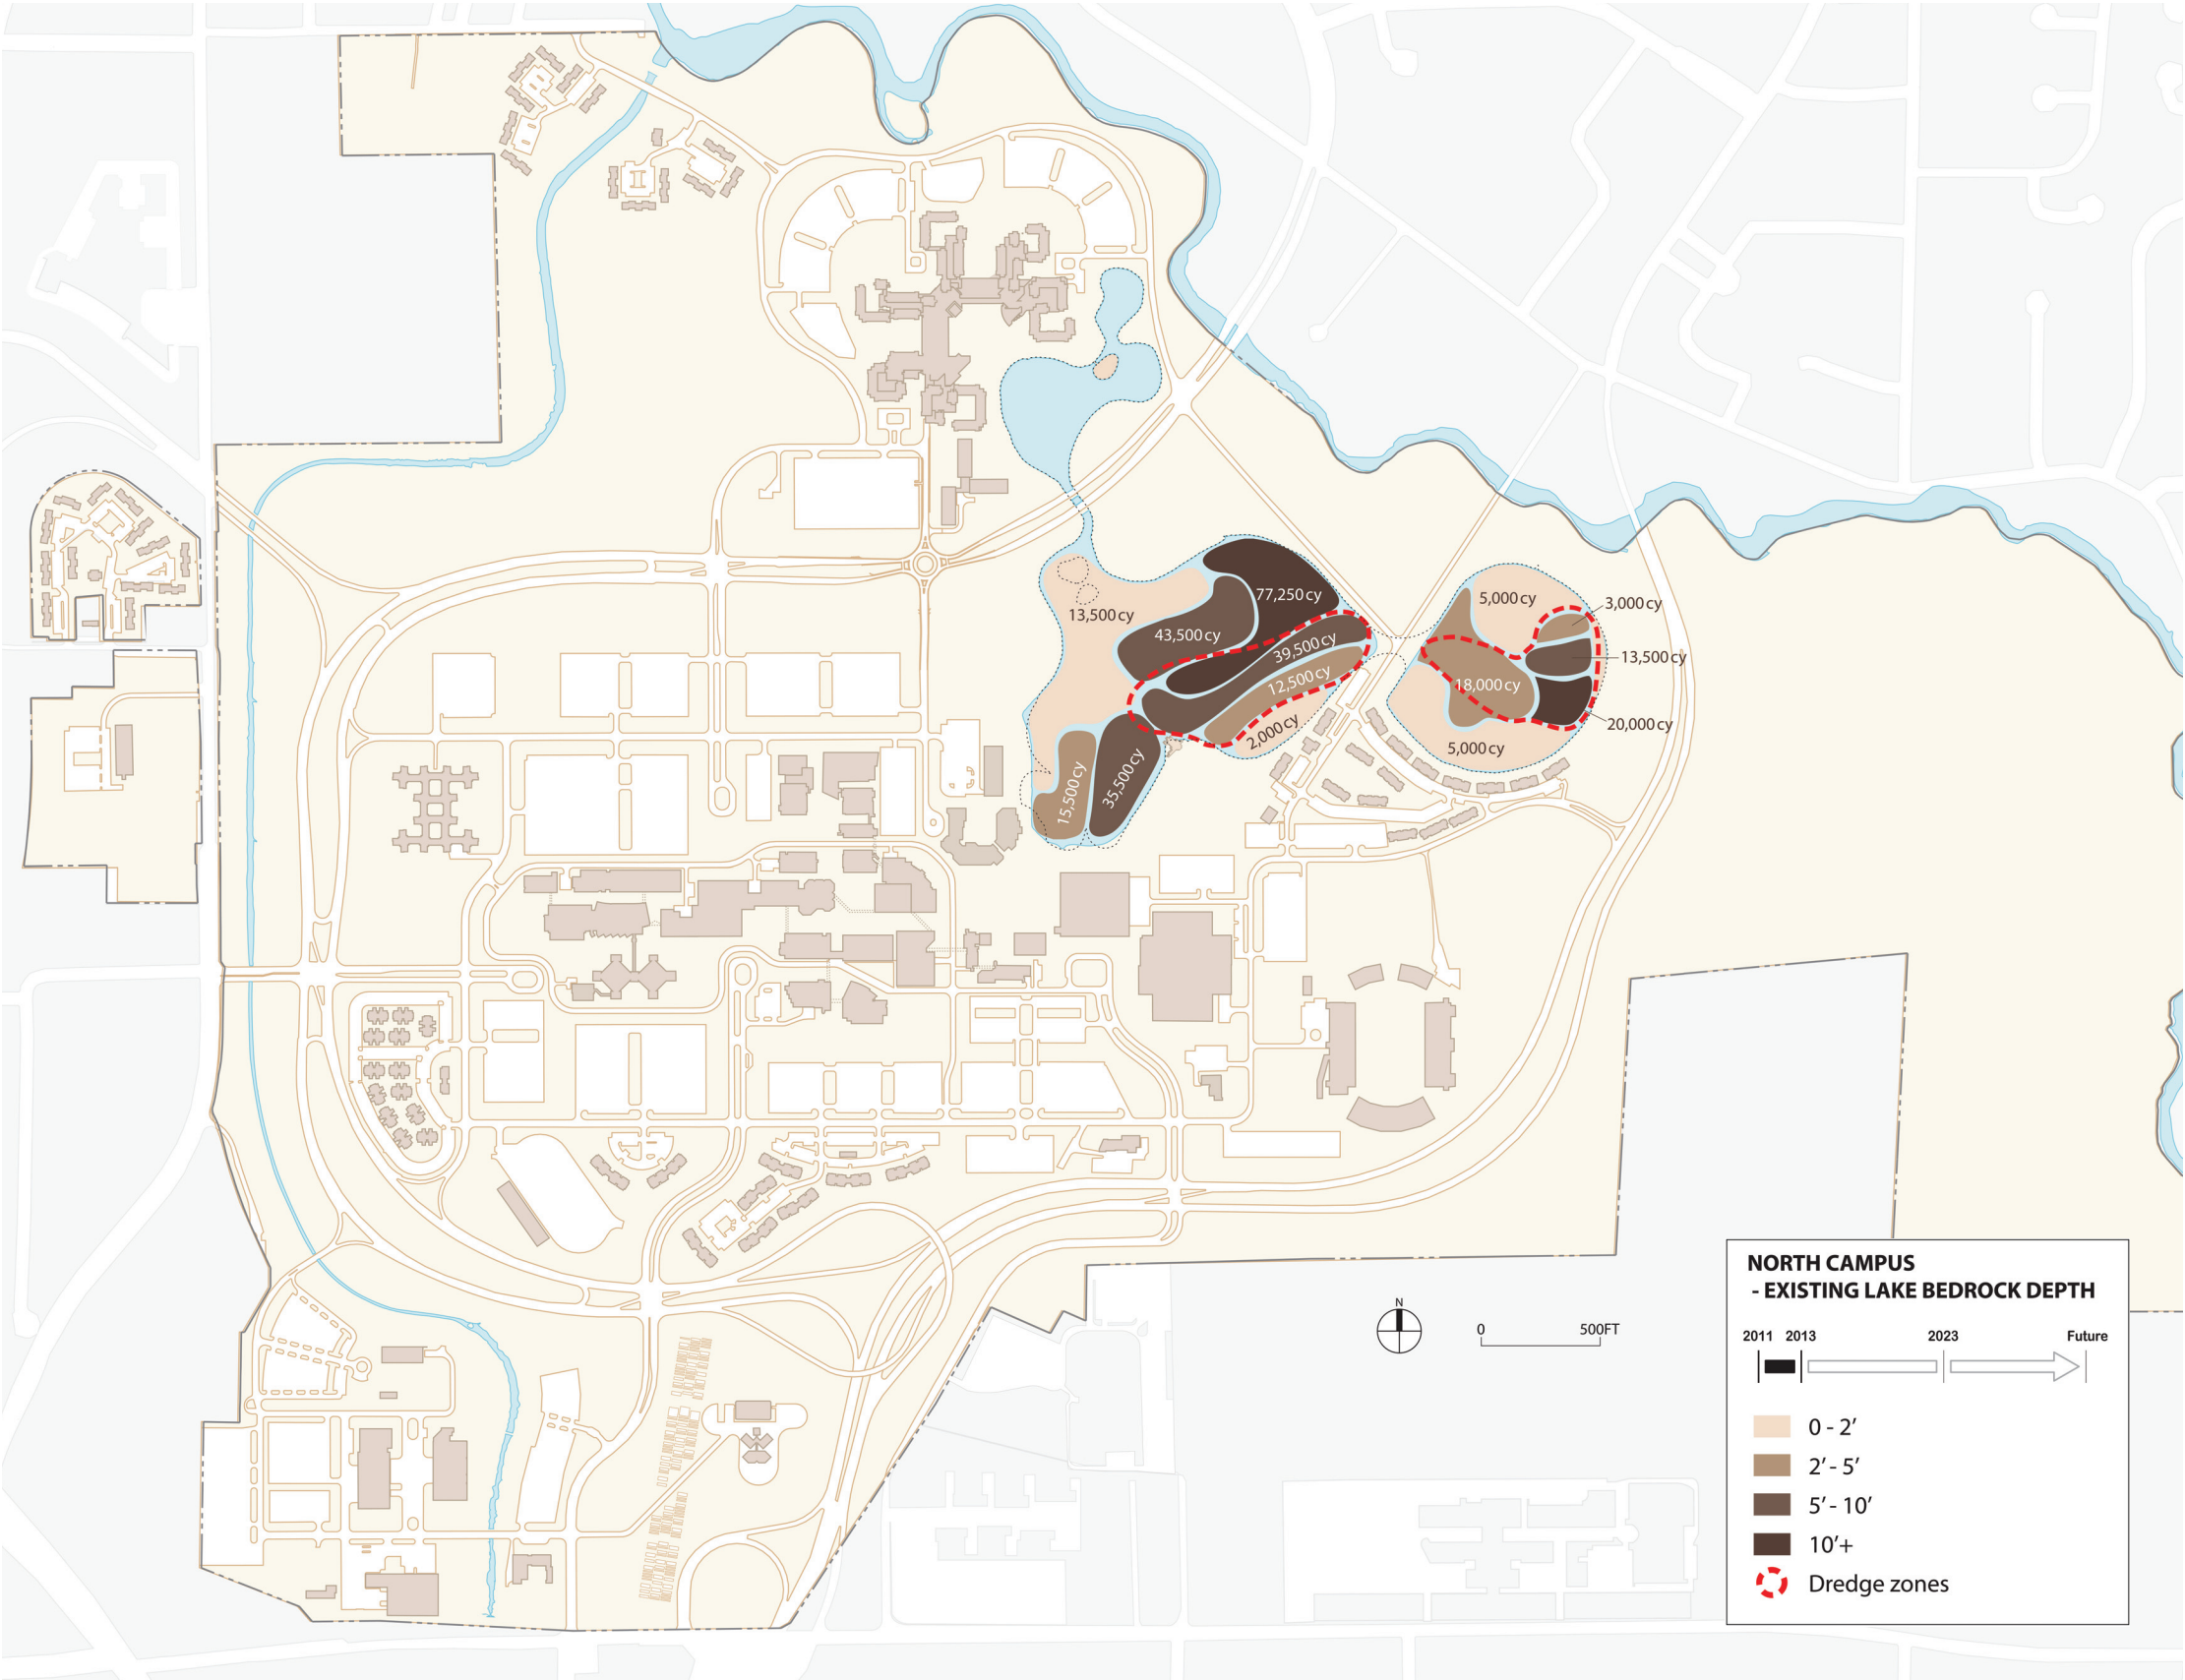 77,250 cy
5,000 cy
3,000 cy
13,500 cy
43,500 cy
39,500 cy
13,500 cy
12,500 cy
18,000 cy
20,000 cy
2,000 cy
5,000 cy
15,500 cy
35,500 cy
NORTH CAMPUS
- EXISTING LAKE BEDROCK DEPTH
N
0 500FT
2011 2013 2023 Future
0 - 2’
2’ - 5’
5’ - 10’
10’+
Dredge zones